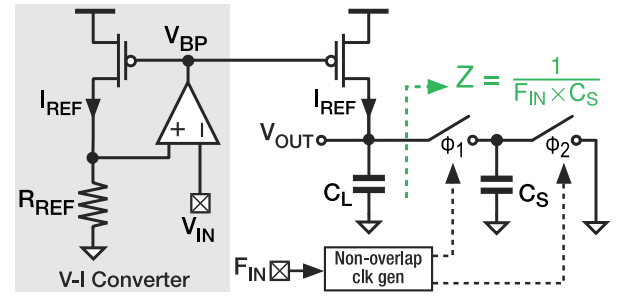 V_BP
I_REF
I_REF
Z = 1 / (F_IN × C_S)
+ −
V_OUT
Φ1
Φ2
R_REF
V_IN
C_L
C_S
V-I Converter
F_IN
Non-overlap
clk gen